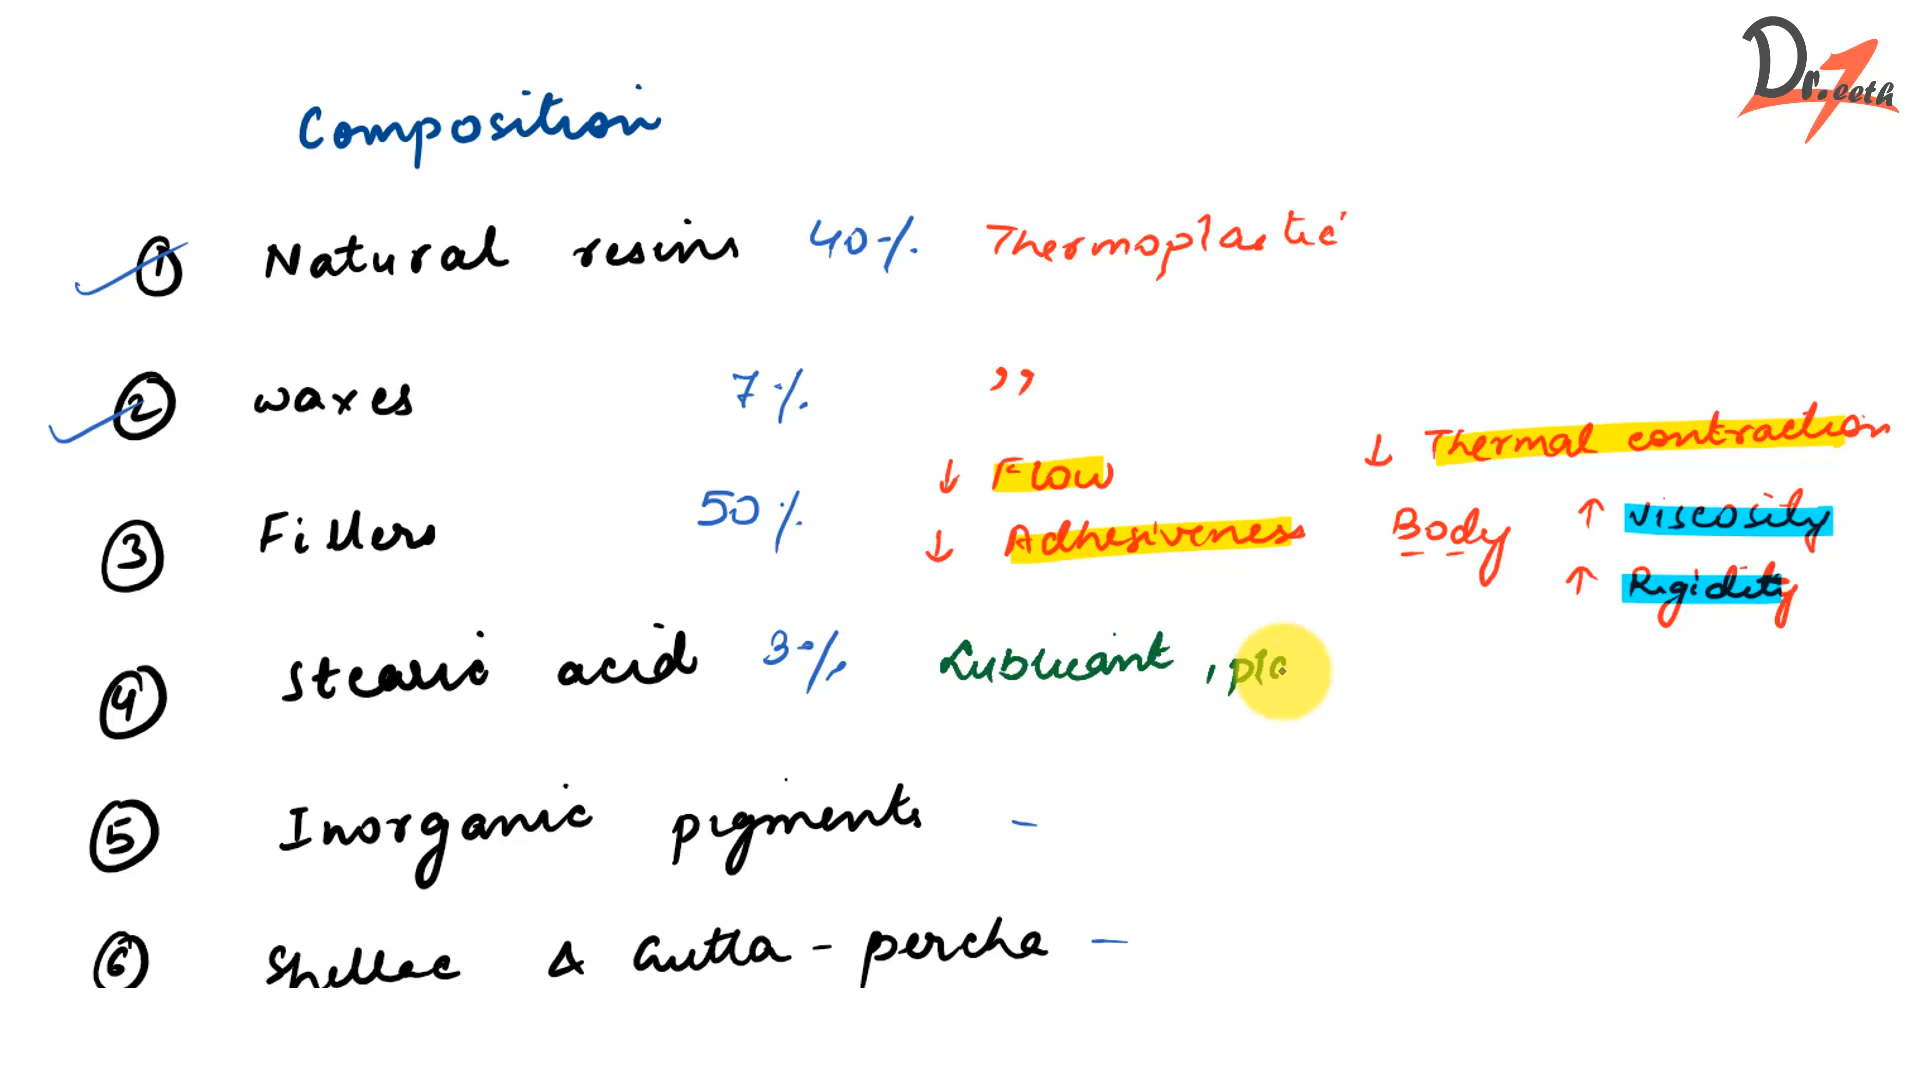 Dr.eeth
Composition
1 Natural resins 40% Thermoplastic
2 waxes 7% ,,
3 Fillers 50% ↓ Flow ↓ Thermal contraction
↓ Adhesiveness Body ↑ Viscosity
↑ Rigidity
4 Stearic acid 3% Lubricant, pla
5 Inorganic pigments -
6 Shellac & Gutta - percha -